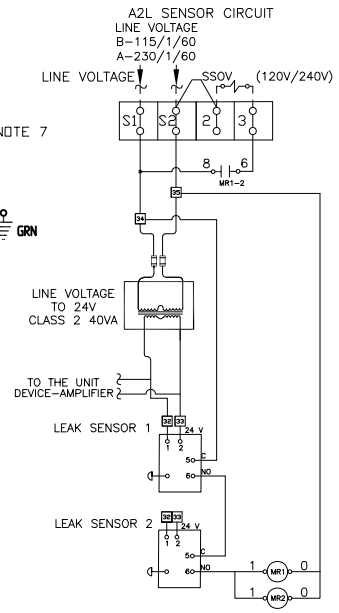 A2L SENSOR CIRCUIT
LINE VOLTAGE
B-115/1/60
A-230/1/60
LINE VOLTAGE
SSOV (120V/240V)
S1 S2 2 3
NOTE 7
8 6
MR1-2
35
34
GRN
LINE VOLTAGE
TO 24V
CLASS 2 40VA
TO THE UNIT
DEVICE-AMPLIFIER
32 33
24 V
LEAK SENSOR 1
1 2
5 C
6 NO
32 33
24 V
LEAK SENSOR 2
1 2
5 C
6 NO
1 MR1 0
1 MR2 0